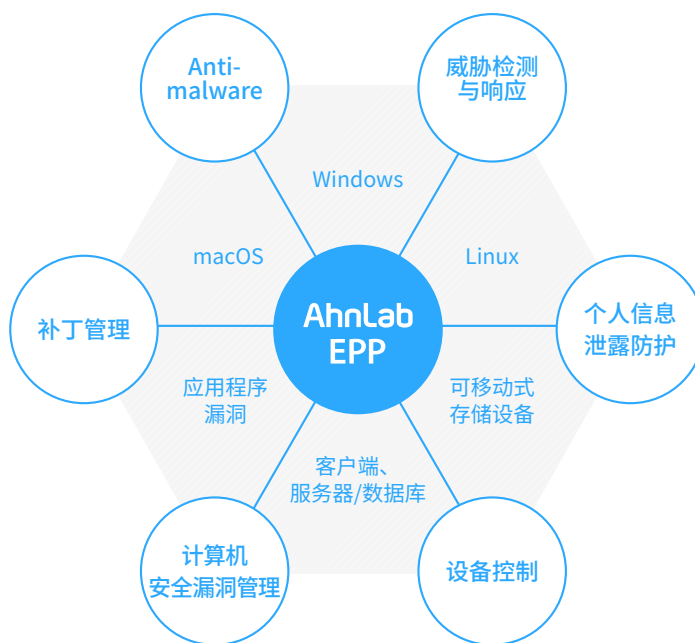 Anti-
malware
威胁检测
与响应
Windows
macOS
Linux
补丁管理
AhnLab
EPP
个人信息
泄露防护
应用程序
漏洞
可移动式
存储设备
客户端、
服务器/数据库
计算机
安全漏洞管理
设备控制